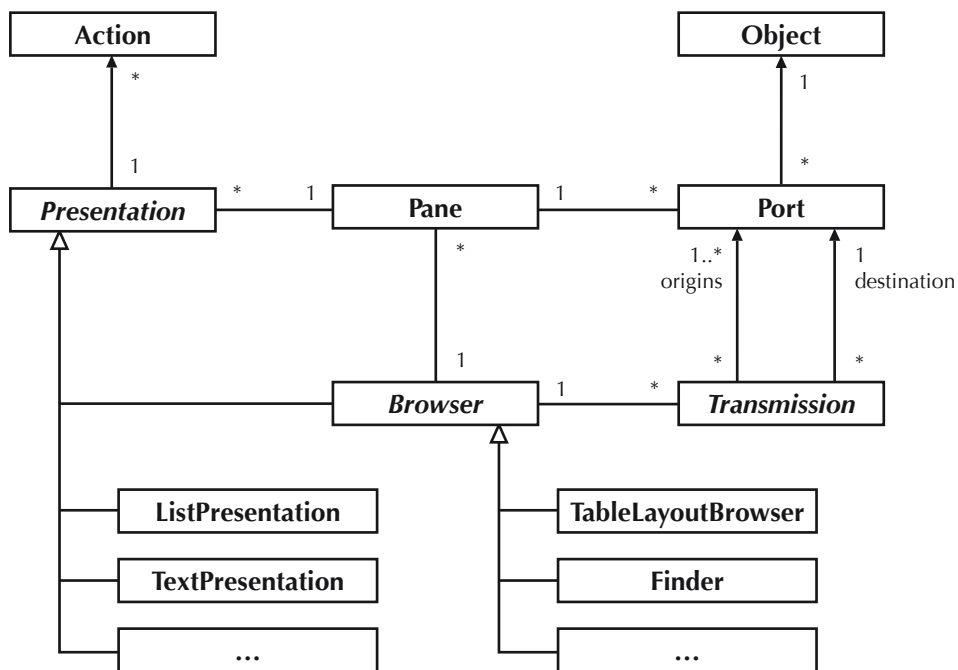 Action
Object
*
1
1
*
Presentation
*
1
Pane
1
*
Port
*
1..*
origins
1
destination
1
*
*
Browser
1
*
Transmission
ListPresentation
TableLayoutBrowser
TextPresentation
Finder
...
...